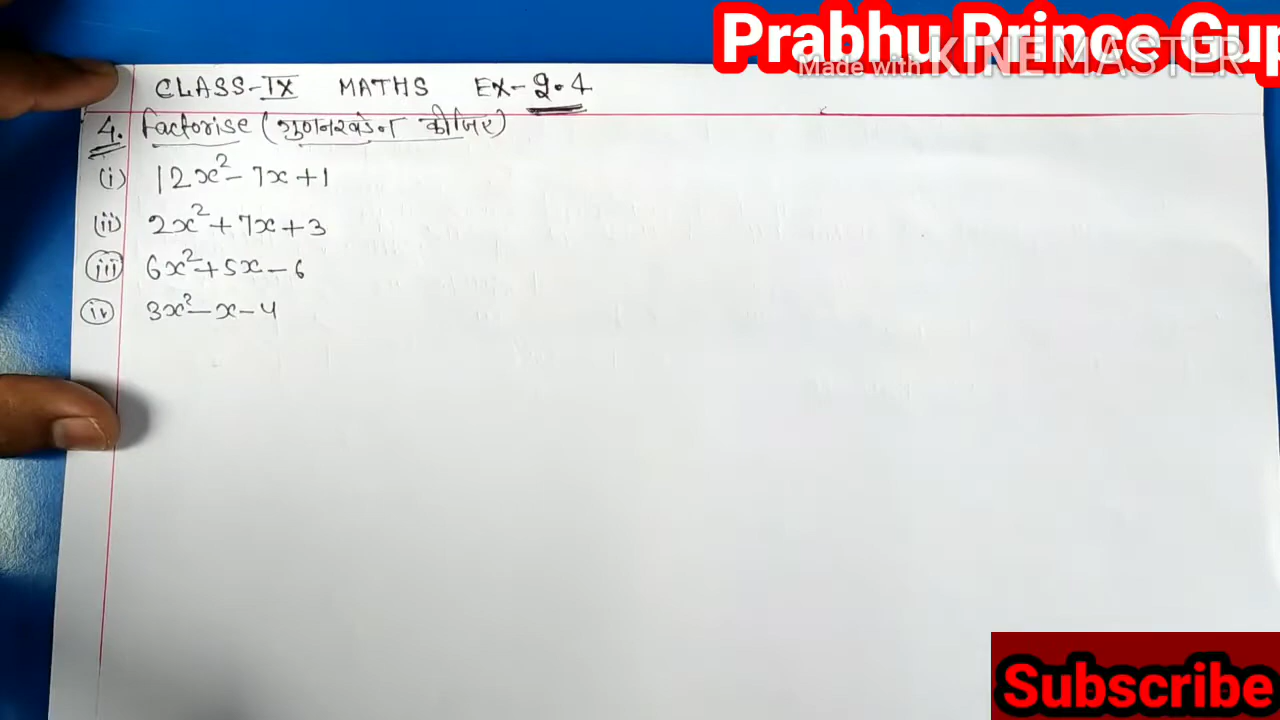 Prabhu Prince Gup
Made with KINEMASTER
CLASS-IX MATHS EX-2.4
4. Factorise (गुणनखंडन कीजिए)
(i) 12x² - 7x + 1
(ii) 2x² + 7x + 3
(iii) 6x² + 5x - 6
(iv) 3x² - x - 4
Subscribe